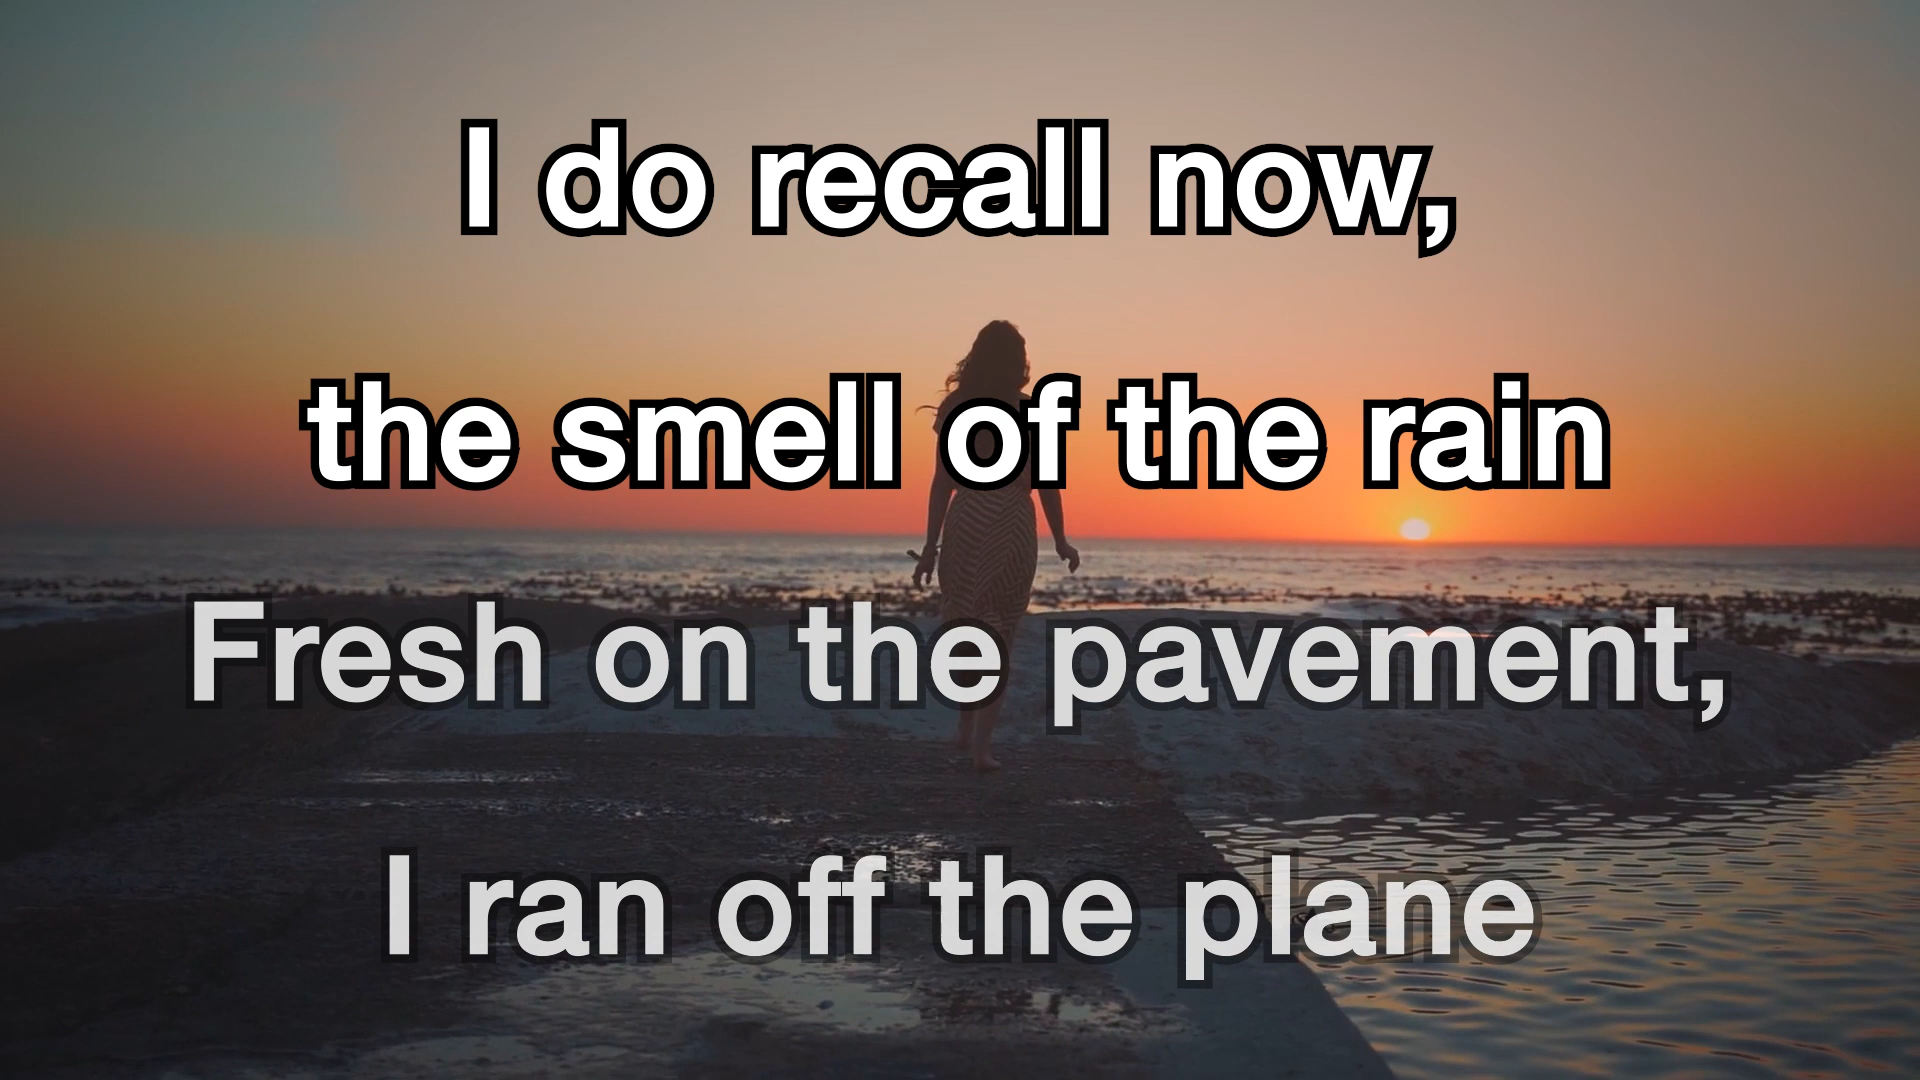 I do recall now,
the smell of the rain
Fresh on the pavement,
I ran off the plane